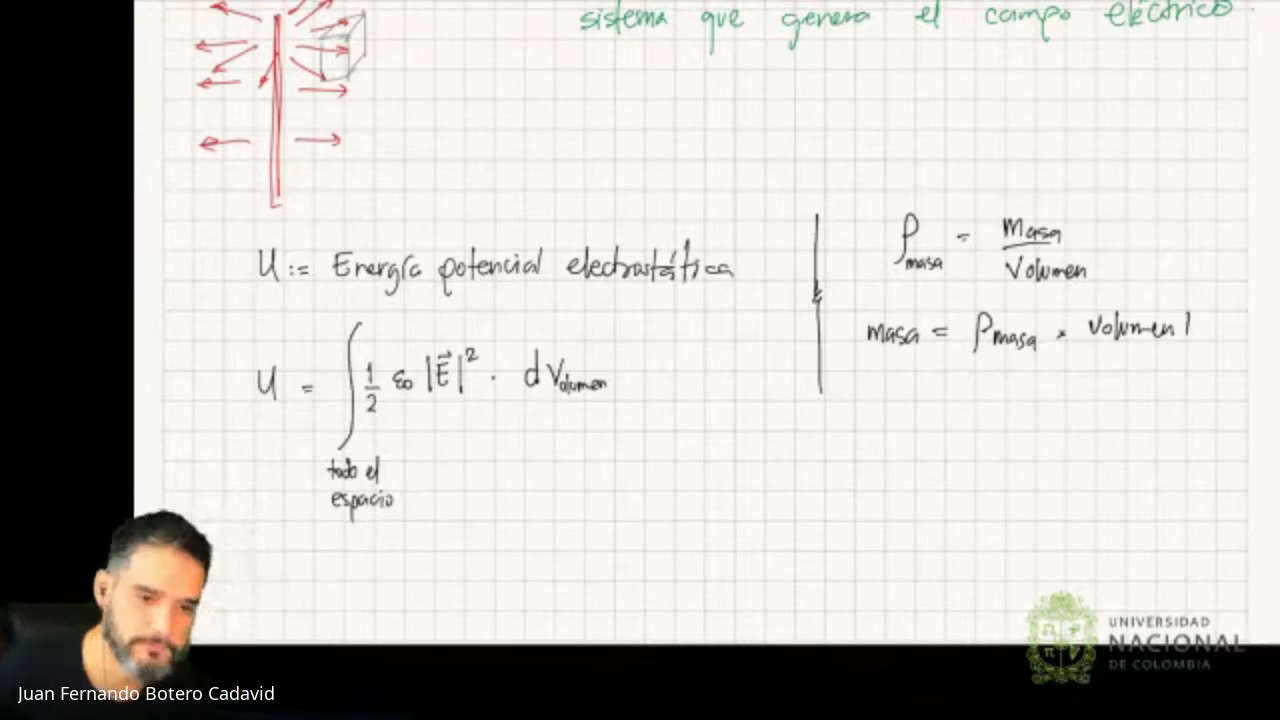 sistema que genera el campo eléctrico.
U := Energía potencial electrostática
U = ∫ 1/2 ε₀ |E⃗|² · dVolumen
todo el
espacio
ρmasa = Masa / Volumen
masa = ρmasa * Volumen
Juan Fernando Botero Cadavid
UNIVERSIDAD
NACIONAL
DE COLOMBIA